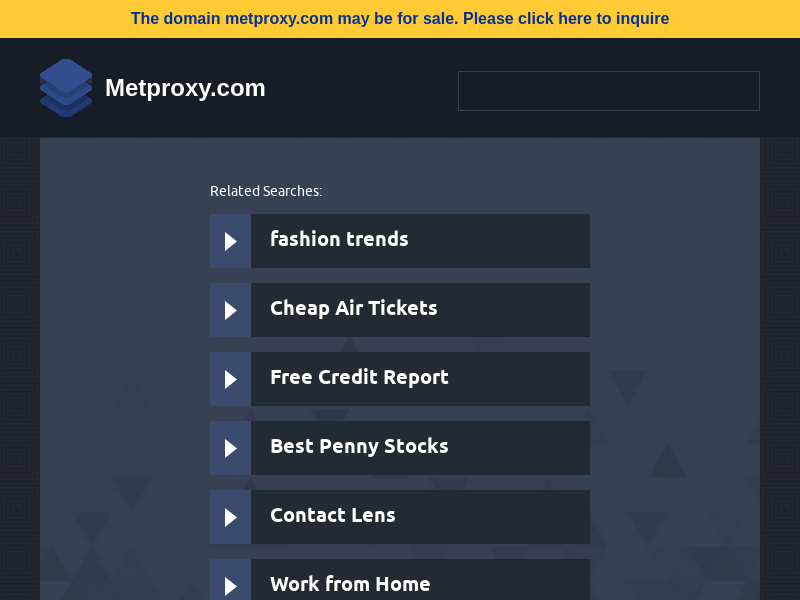 The domain metproxy.com may be for sale. Please click here to inquire
Metproxy.com
Related Searches:
fashion trends
Cheap Air Tickets
Free Credit Report
Best Penny Stocks
Contact Lens
Work from Home